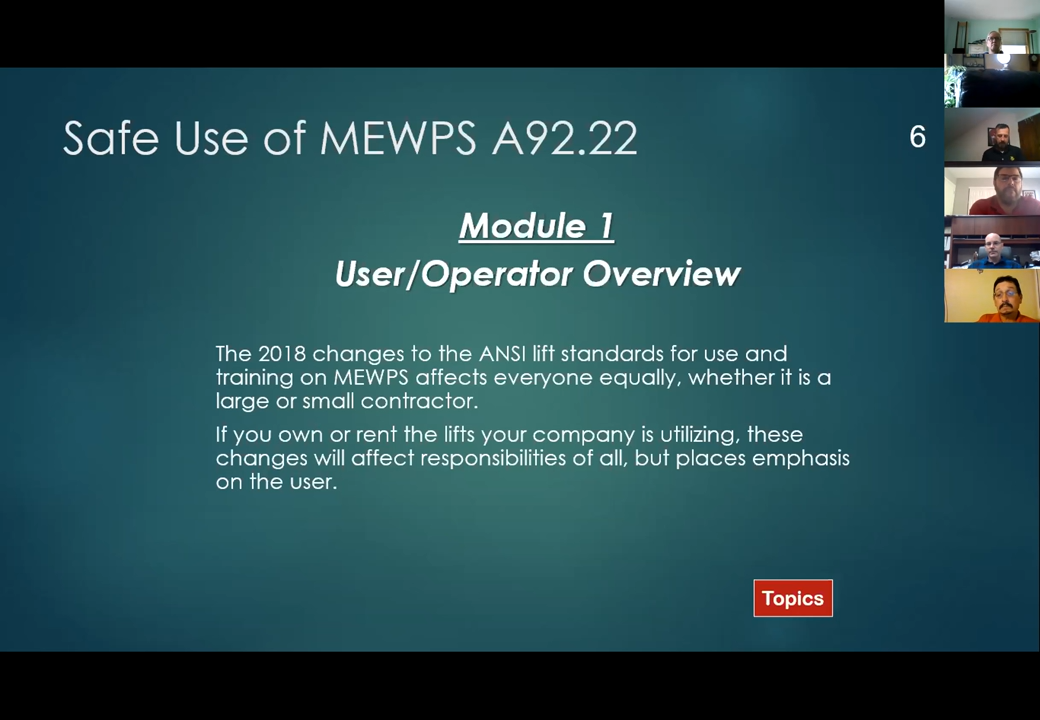 Safe Use of MEWPS A92.22
6
Module 1
User/Operator Overview
The 2018 changes to the ANSI lift standards for use and
training on MEWPS affects everyone equally, whether it is a
large or small contractor.
If you own or rent the lifts your company is utilizing, these
changes will affect responsibilities of all, but places emphasis
on the user.
Topics